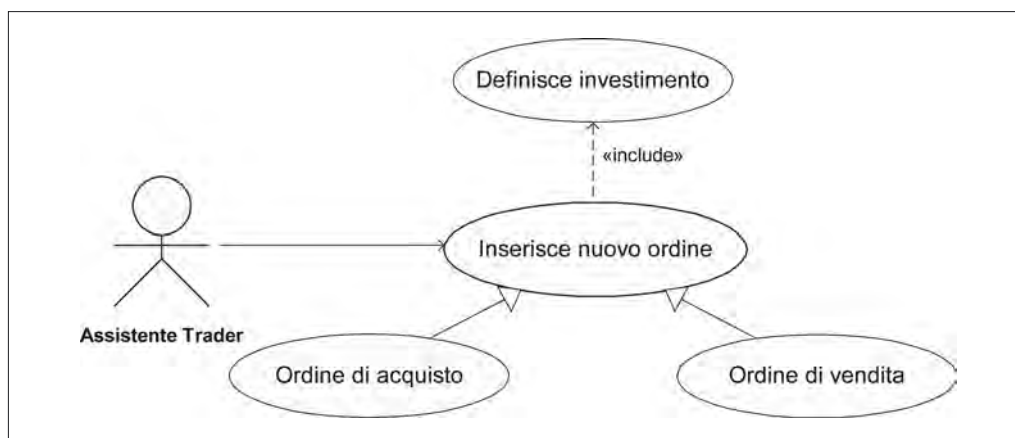 Definisce investimento
«include»
Inserisce nuovo ordine
Assistente Trader
Ordine di acquisto
Ordine di vendita